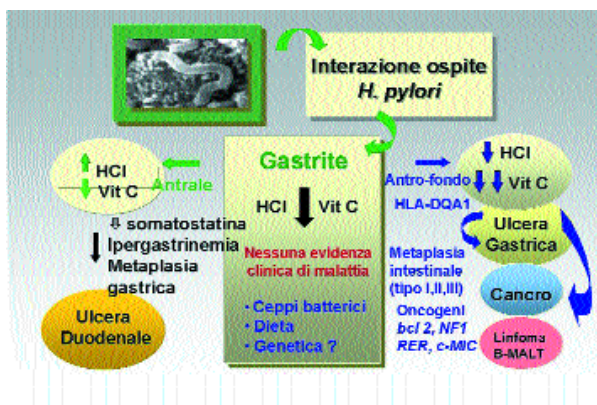 Interazione ospite
H. pylori
HCl
Vit C
Antrale
somatostatina
Ipergastrinemia
Metaplasia
gastrica
Ulcera
Duodenale
Gastrite
HCl Vit C
Nessuna evidenza
clinica di malattia
• Ceppi batterici
• Dieta
• Genetica ?
HCl
Vit C
Antro-fondo
HLA-DQA1
Ulcera
Gastrica
Metaplasia
intestinale
(tipo I,II,III)
Oncogeni
bcl 2, NF1
RER, c-MIC
Cancro
Linfoma
B-MALT